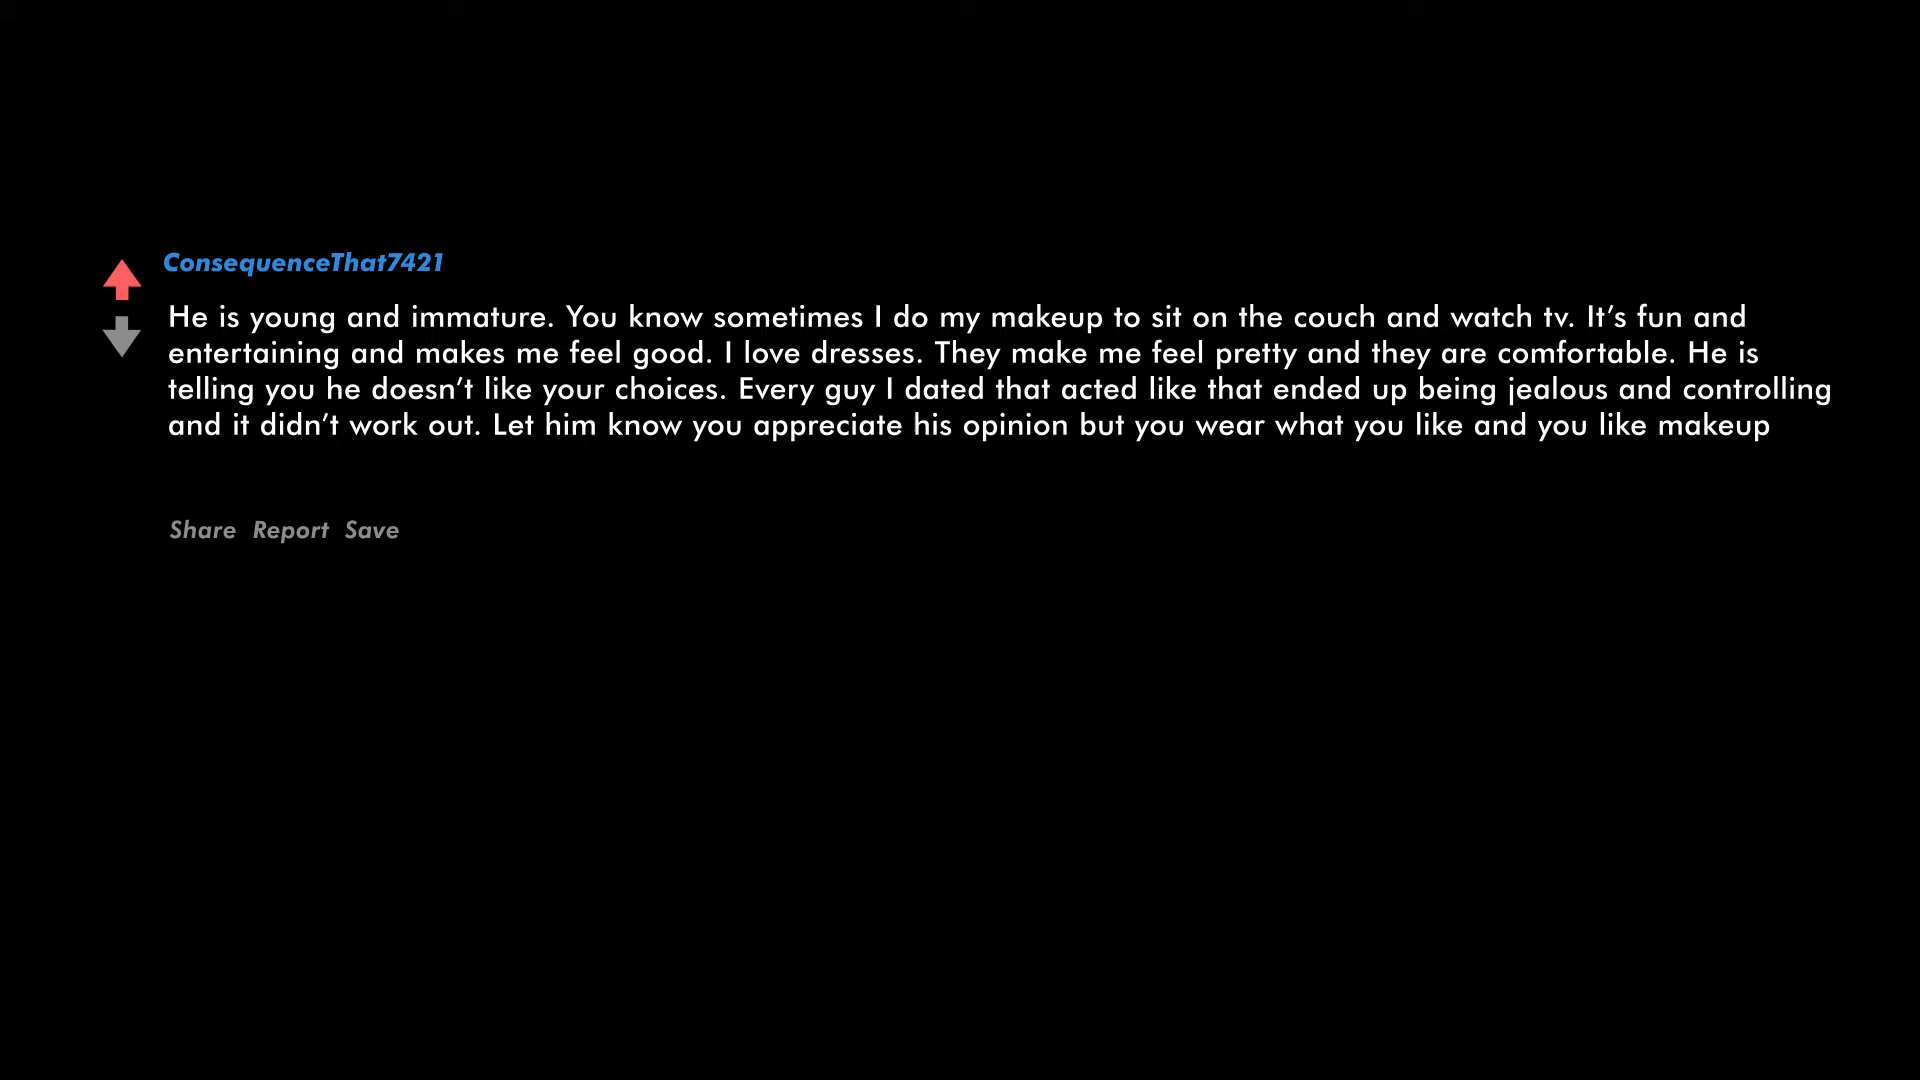 ConsequenceThat7421
He is young and immature. You know sometimes I do my makeup to sit on the couch and watch tv. It’s fun and
entertaining and makes me feel good. I love dresses. They make me feel pretty and they are comfortable. He is
telling you he doesn’t like your choices. Every guy I dated that acted like that ended up being jealous and controlling
and it didn’t work out. Let him know you appreciate his opinion but you wear what you like and you like makeup
Share Report Save